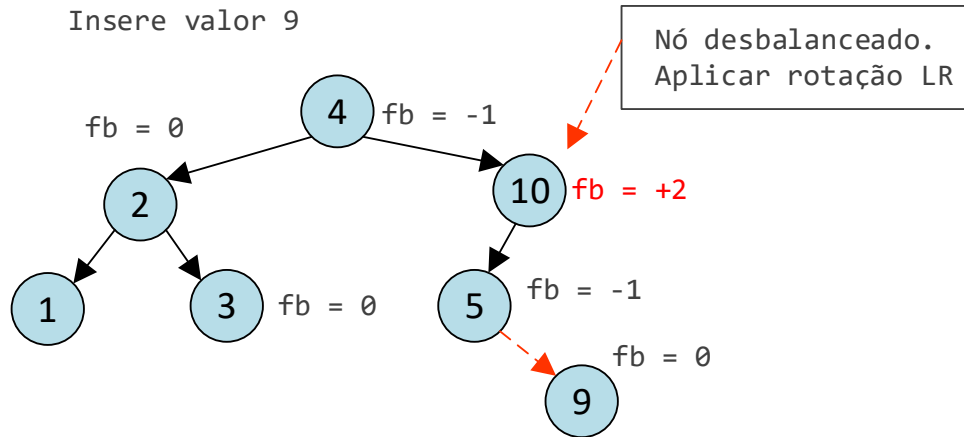 Insere valor 9
Nó desbalanceado.
Aplicar rotação LR
4
fb = 0
fb = -1
2
10
fb = +2
1
3
fb = 0
5
fb = -1
fb = 0
9